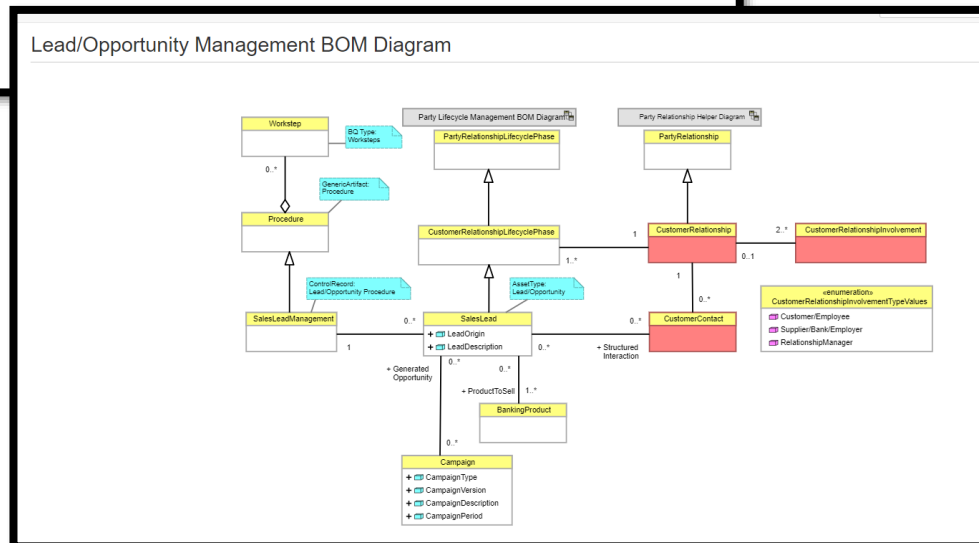 Lead/Opportunity Management BOM Diagram
Party Lifecycle Management BOM Diagram
Party Relationship Helper Diagram
Workstep
BQ Type:
Worksteps
PartyRelationshipLifecyclePhase
PartyRelationship
0..*
GenericArtifact:
Procedure
Procedure
CustomerRelationshipLifecyclePhase
1
1..*
CustomerRelationship
2..*
0..1
CustomerRelationshipInvolvement
ControlRecord:
Lead/Opportunity Procedure
AssetType:
Lead/Opportunity
1
0..*
«enumeration»
CustomerRelationshipInvolvementTypeValues
Customer/Employee
Supplier/Bank/Employer
RelationshipManager
SalesLeadManagement
1
0..*
SalesLead
+ LeadOrigin
+ LeadDescription
0..*
0..*
CustomerContact
+ Structured
Interaction
+ Generated
Opportunity
0..*
0..*
+ ProductToSell
1..*
BankingProduct
0..*
Campaign
+ CampaignType
+ CampaignVersion
+ CampaignDescription
+ CampaignPeriod